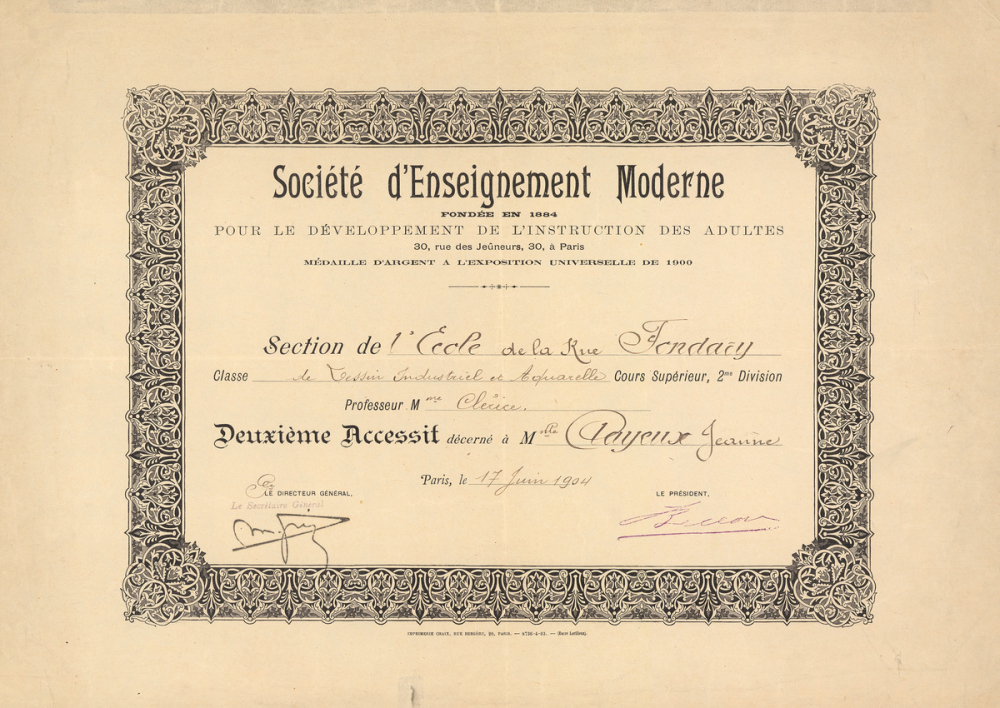 Société d'Enseignement Moderne
FONDÉE EN 1884
POUR LE DÉVELOPPEMENT DE L'INSTRUCTION DES ADULTES
30, rue des Jeûneurs, 30, à Paris
MÉDAILLE D'ARGENT A L'EXPOSITION UNIVERSELLE DE 1900
Section de l'Ecole de la Rue Fondary
Classe de Dessin Industriel et Aquarelle Cours Supérieur, 2me Division
Professeur Mme Clérice.
Deuxième Accessit décerné à Mlle Clayeux Jeanne
Paris, le 17 Juin 1904
LE DIRECTEUR GÉNÉRAL,
LE PRÉSIDENT,
Le Secrétaire Général
IMPRIMERIE CHAIX, RUE BERGÈRE, 20, PARIS.